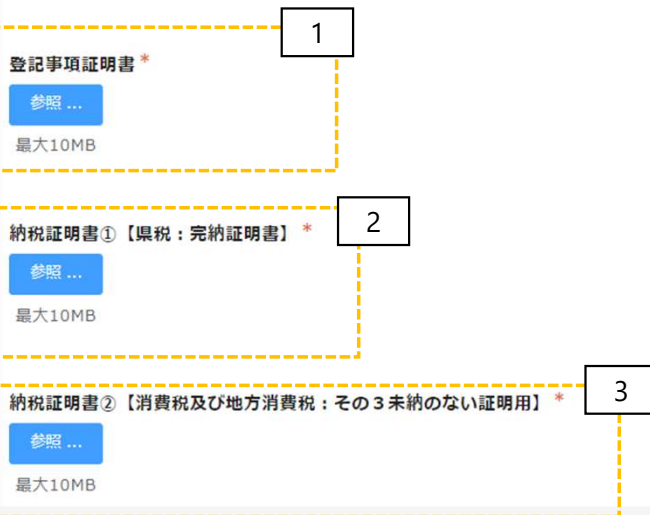 1
登記事項証明書*
参照 ...
最大10MB
2
納税証明書①【県税：完納証明書】 *
参照 ...
最大10MB
3
納税証明書②【消費税及び地方消費税：その３未納のない証明用】 *
参照 ...
最大10MB